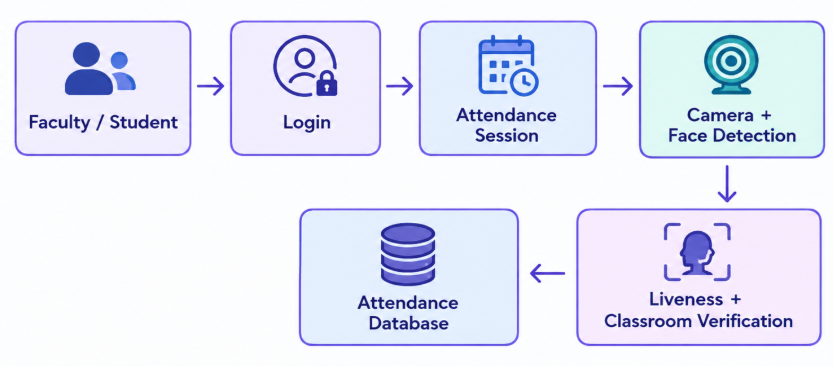 Faculty / Student
Login
Attendance
Session
Camera +
Face Detection
Liveness +
Classroom Verification
Attendance
Database